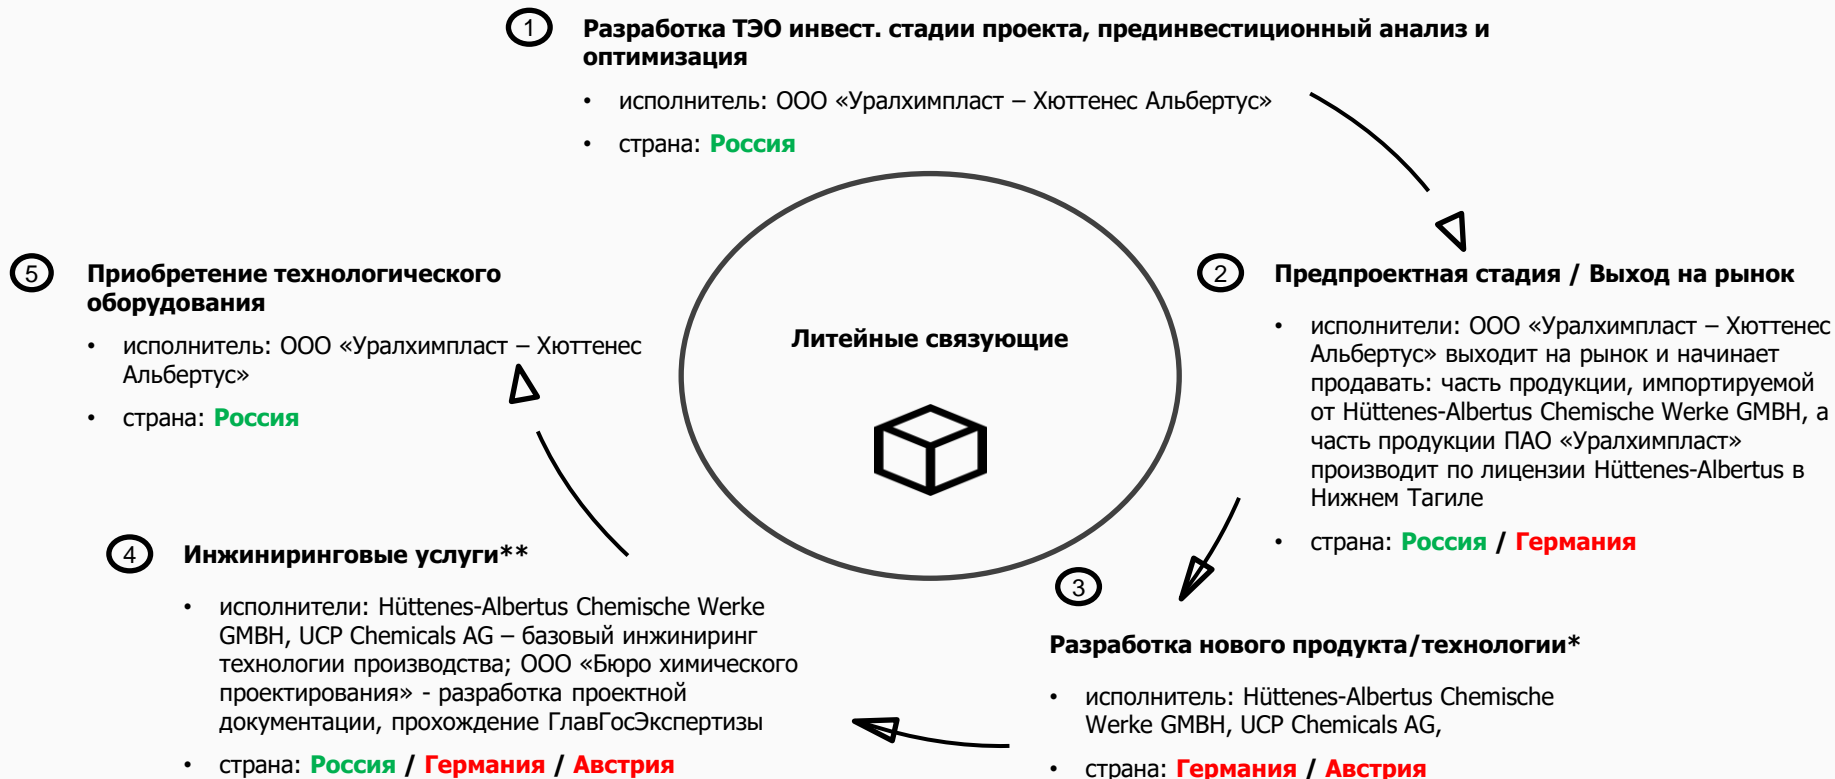 1
Разработка ТЭО инвест. стадии проекта, прединвестиционный анализ и
оптимизация
• исполнитель: ООО «Уралхимпласт – Хюттенес Альбертус»
• страна: Россия
Литейные связующие
2
Предпроектная стадия / Выход на рынок
• исполнители: ООО «Уралхимпласт – Хюттенес
Альбертус» выходит на рынок и начинает
продавать: часть продукции, импортируемой
от Hüttenes-Albertus Chemische Werke GMBH, а
часть продукции ПАО «Уралхимпласт»
производит по лицензии Hüttenes-Albertus в
Нижнем Тагиле
• страна: Россия / Германия
3
Разработка нового продукта/технологии*
• исполнитель: Hüttenes-Albertus Chemische
Werke GMBH, UCP Chemicals AG,
• страна: Германия / Австрия
4
Инжиниринговые услуги**
• исполнители: Hüttenes-Albertus Chemische Werke
GMBH, UCP Chemicals AG – базовый инжиниринг
технологии производства; ООО «Бюро химического
проектирования» - разработка проектной
документации, прохождение ГлавГосЭкспертизы
• страна: Россия / Германия / Австрия
5
Приобретение технологического
оборудования
• исполнитель: ООО «Уралхимпласт – Хюттенес
Альбертус»
• страна: Россия